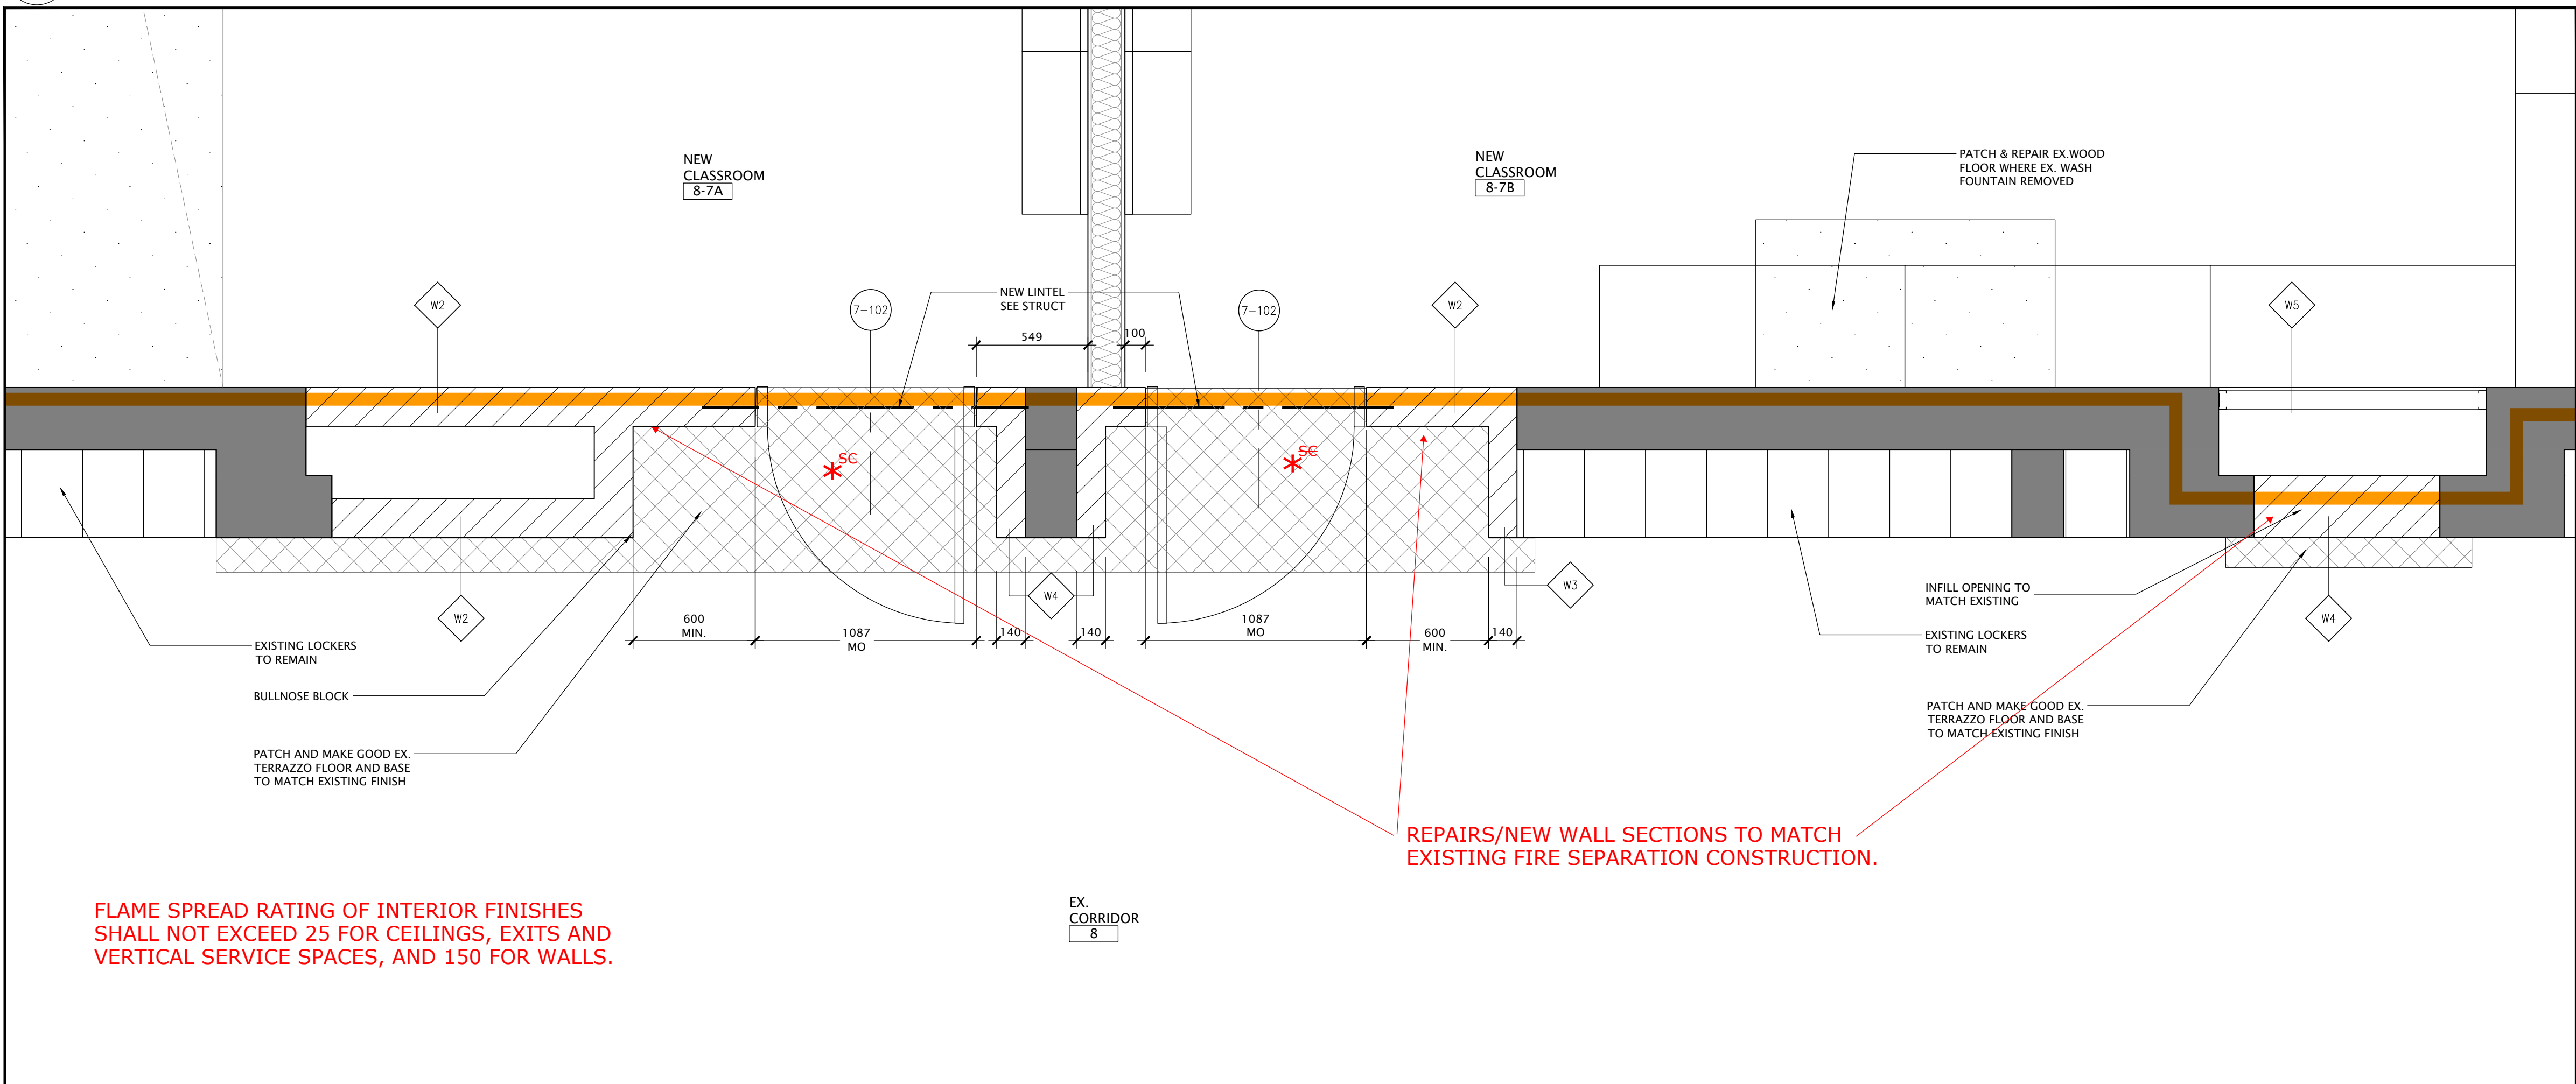 NEW
CLASSROOM
8-7A
NEW
CLASSROOM
8-7B
PATCH & REPAIR EX.WOOD
FLOOR WHERE EX. WASH
FOUNTAIN REMOVED
W2
7-102
NEW LINTEL
SEE STRUCT
549
100
7-102
W2
W5
SC
SC
W2
600
MIN.
1087
MO
140
W4
140
1087
MO
600
MIN.
140
W3
INFILL OPENING TO
MATCH EXISTING
W4
EXISTING LOCKERS
TO REMAIN
EXISTING LOCKERS
TO REMAIN
BULLNOSE BLOCK
PATCH AND MAKE GOOD EX.
TERRAZZO FLOOR AND BASE
TO MATCH EXISTING FINISH
PATCH AND MAKE GOOD EX.
TERRAZZO FLOOR AND BASE
TO MATCH EXISTING FINISH
REPAIRS/NEW WALL SECTIONS TO MATCH
EXISTING FIRE SEPARATION CONSTRUCTION.
FLAME SPREAD RATING OF INTERIOR FINISHES
SHALL NOT EXCEED 25 FOR CEILINGS, EXITS AND
VERTICAL SERVICE SPACES, AND 150 FOR WALLS.
EX.
CORRIDOR
8